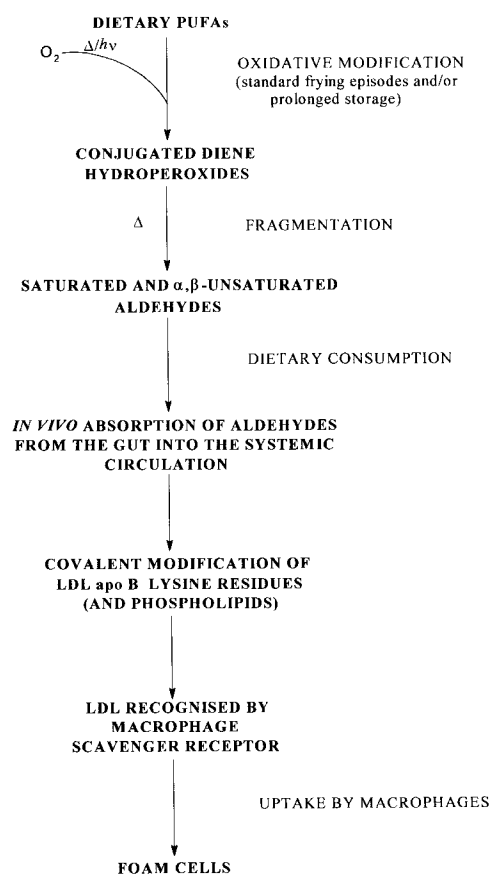 DIETARY PUFAs
O₂
Δ/hν
OXIDATIVE MODIFICATION
(standard frying episodes and/or
prolonged storage)
CONJUGATED DIENE
HYDROPEROXIDES
Δ
FRAGMENTATION
SATURATED AND α,β-UNSATURATED
ALDEHYDES
DIETARY CONSUMPTION
IN VIVO ABSORPTION OF ALDEHYDES
FROM THE GUT INTO THE SYSTEMIC
CIRCULATION
COVALENT MODIFICATION OF
LDL apo B LYSINE RESIDUES
(AND PHOSPHOLIPIDS)
LDL RECOGNISED BY
MACROPHAGE
SCAVENGER RECEPTOR
UPTAKE BY MACROPHAGES
FOAM CELLS